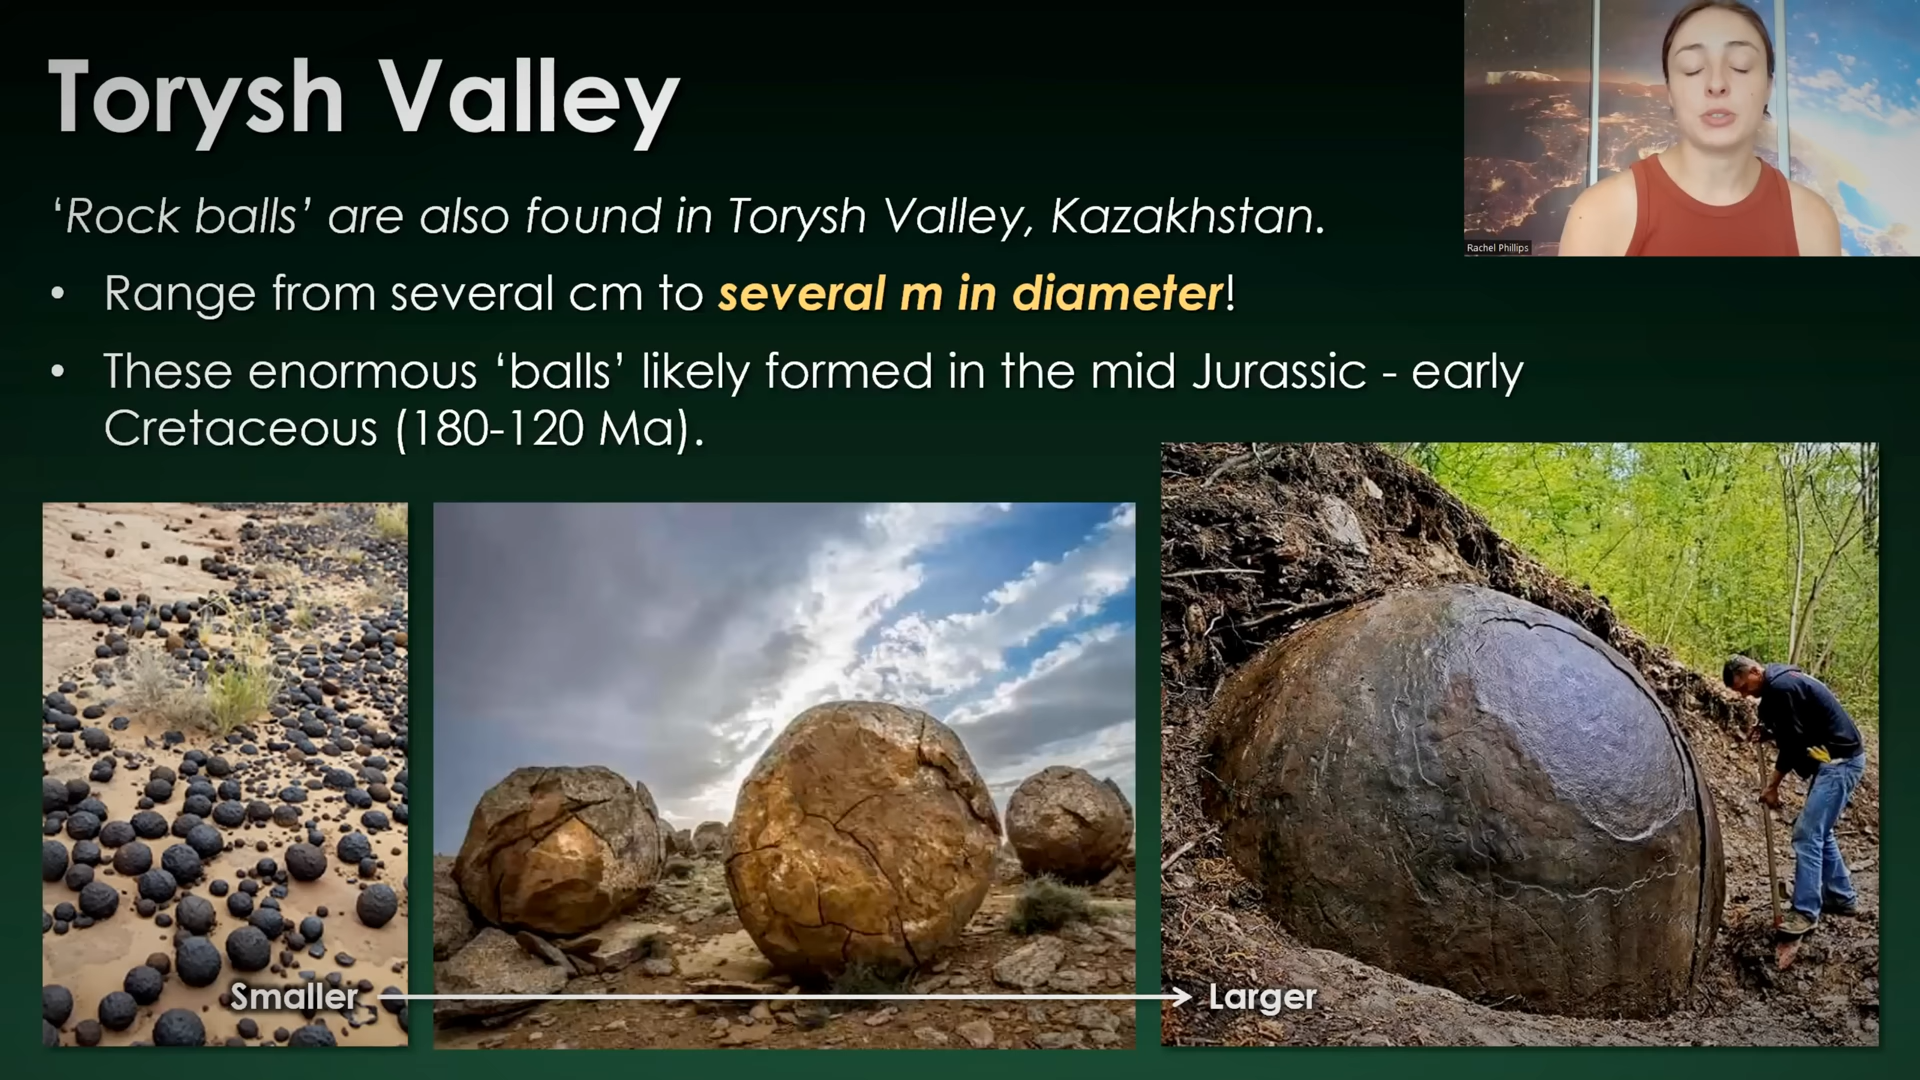 Torysh Valley
Rachel Phillips
‘Rock balls’ are also found in Torysh Valley, Kazakhstan.
• Range from several cm to several m in diameter!
• These enormous ‘balls’ likely formed in the mid Jurassic - early
Cretaceous (180-120 Ma).
Smaller
Larger